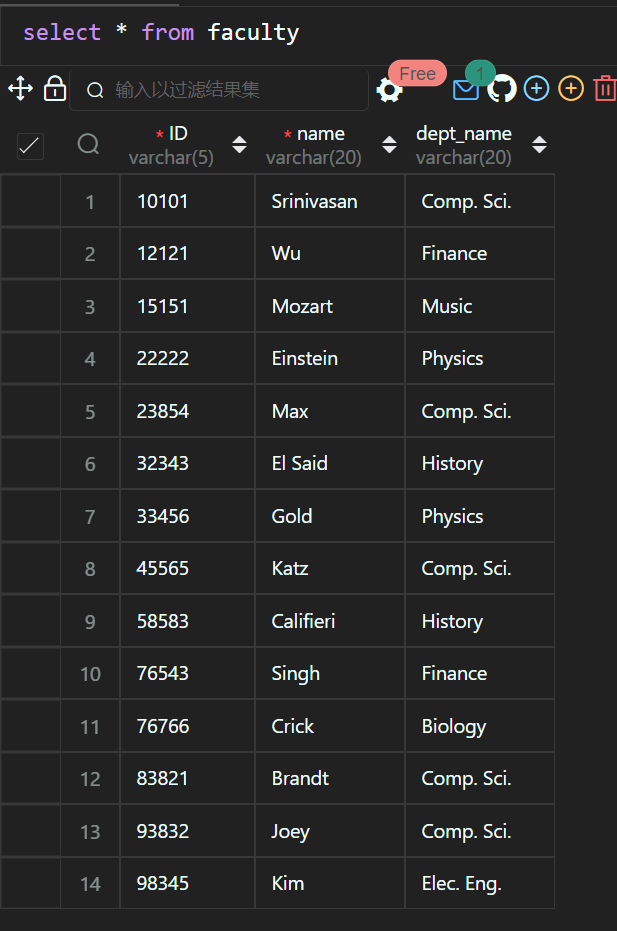 select * from faculty
输入以过滤结果集 Free 1
* ID * name dept_name
varchar(5) varchar(20) varchar(20)
1 10101 Srinivasan Comp. Sci.
2 12121 Wu Finance
3 15151 Mozart Music
4 22222 Einstein Physics
5 23854 Max Comp. Sci.
6 32343 El Said History
7 33456 Gold Physics
8 45565 Katz Comp. Sci.
9 58583 Califieri History
10 76543 Singh Finance
11 76766 Crick Biology
12 83821 Brandt Comp. Sci.
13 93832 Joey Comp. Sci.
14 98345 Kim Elec. Eng.